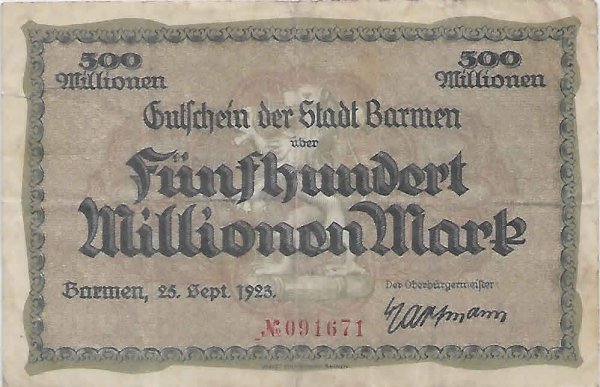 500 Millionen
500 Millionen
Gutschein der Stadt Barmen
über
Fünfhundert
Millionen Mark
Barmen, 25. Sept. 1923.
Der Oberbürgermeister
Hartmann
№ 091671